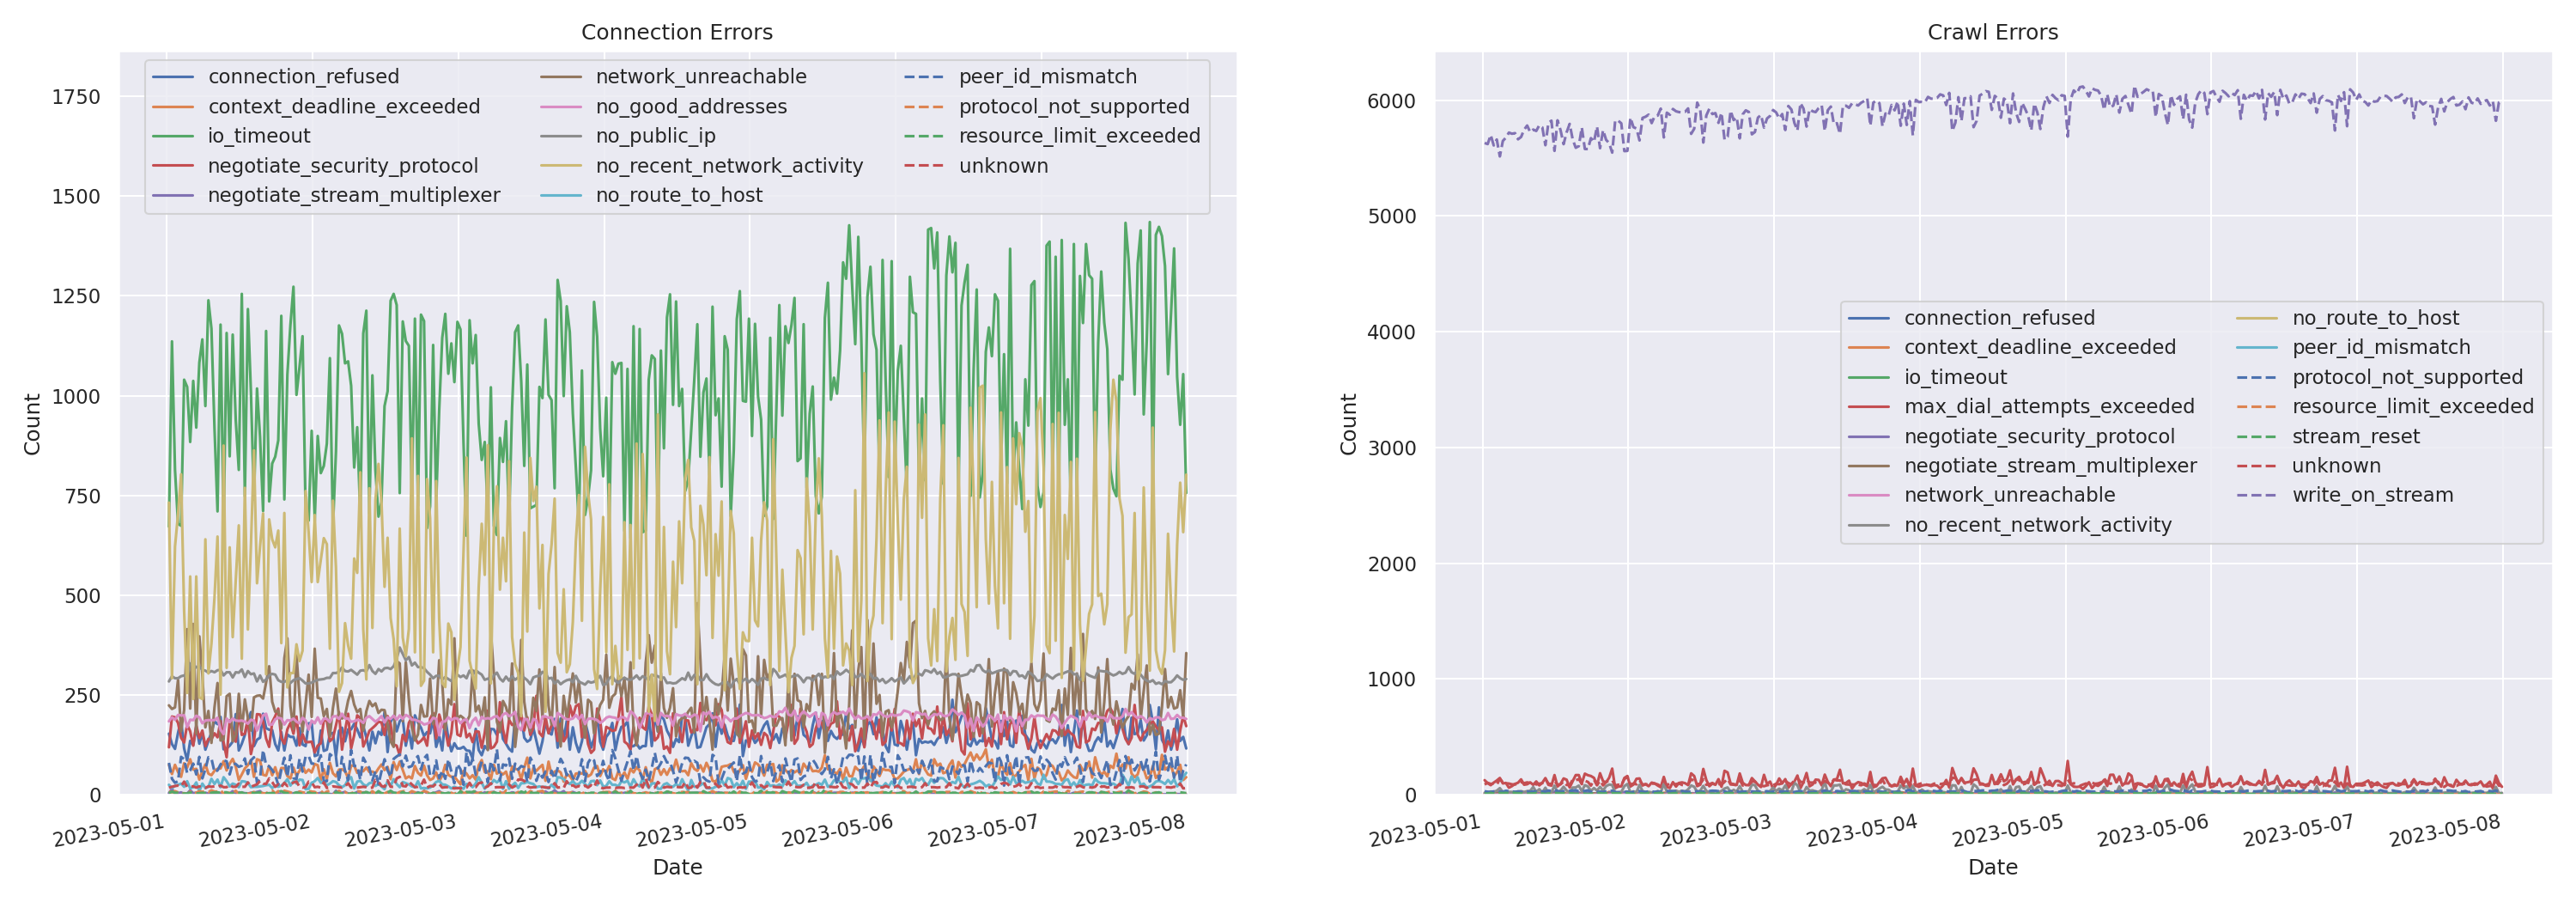 Connection Errors
1750
1500
1250
1000
750
500
250
0
Count
connection_refused
context_deadline_exceeded
io_timeout
negotiate_security_protocol
negotiate_stream_multiplexer
network_unreachable
no_good_addresses
no_public_ip
no_recent_network_activity
no_route_to_host
peer_id_mismatch
protocol_not_supported
resource_limit_exceeded
unknown
2023-05-01
2023-05-02
2023-05-03
2023-05-04
2023-05-05
2023-05-06
2023-05-07
2023-05-08
Date
Crawl Errors
6000
5000
4000
3000
2000
1000
0
Count
connection_refused
context_deadline_exceeded
io_timeout
max_dial_attempts_exceeded
negotiate_security_protocol
negotiate_stream_multiplexer
network_unreachable
no_recent_network_activity
no_route_to_host
peer_id_mismatch
protocol_not_supported
resource_limit_exceeded
stream_reset
unknown
write_on_stream
2023-05-01
2023-05-02
2023-05-03
2023-05-04
2023-05-05
2023-05-06
2023-05-07
2023-05-08
Date